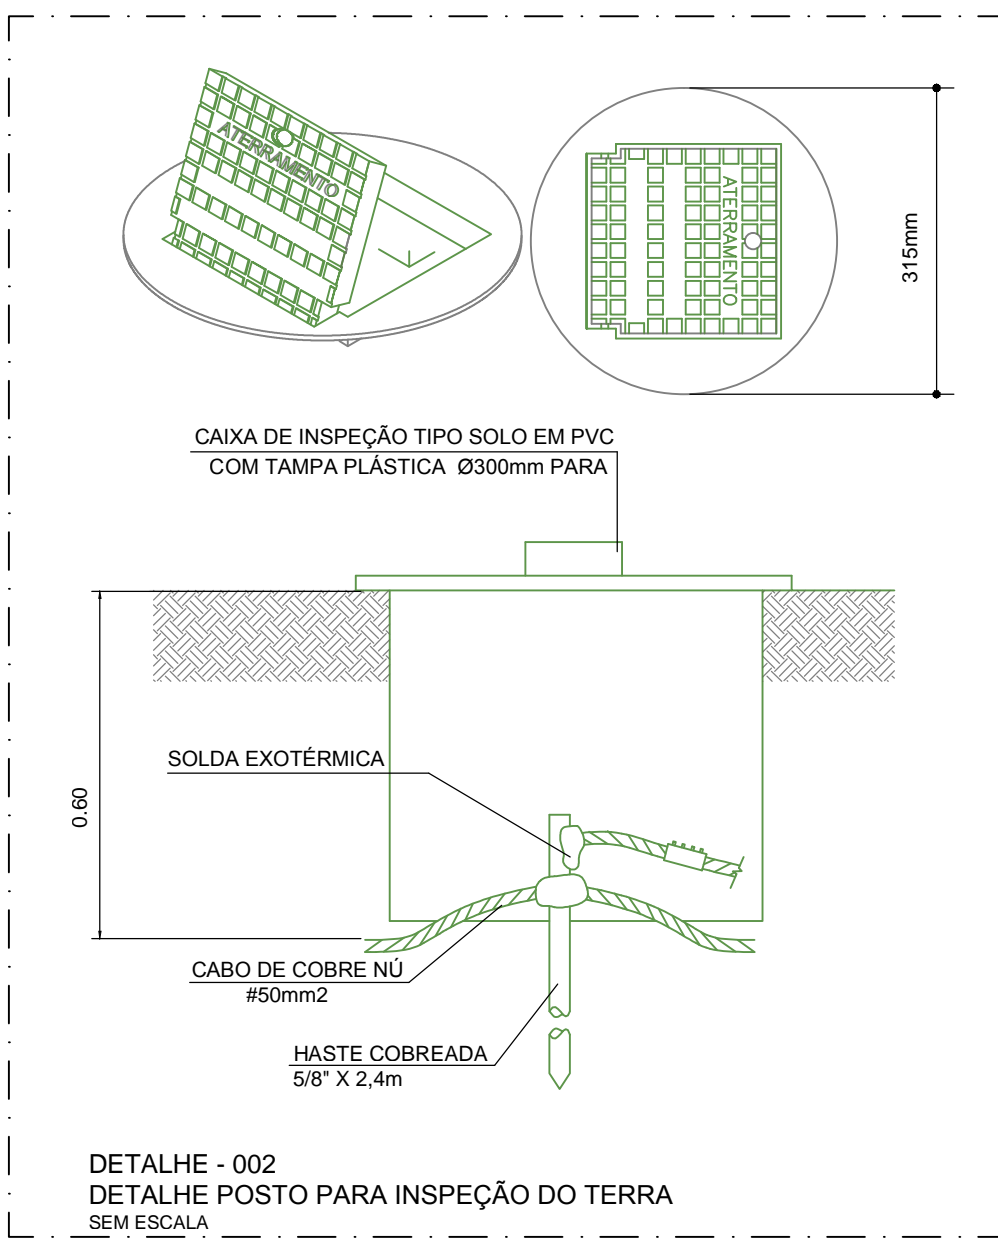 ATERRAMENTO
ATERRAMENTO
315mm
CAIXA DE INSPEÇÃO TIPO SOLO EM PVC
COM TAMPA PLÁSTICA Ø300mm PARA
SOLDA EXOTÉRMICA
0.60
CABO DE COBRE NÚ
#50mm2
HASTE COBREADA
5/8" X 2,4m
DETALHE - 002
DETALHE POSTO PARA INSPEÇÃO DO TERRA
SEM ESCALA